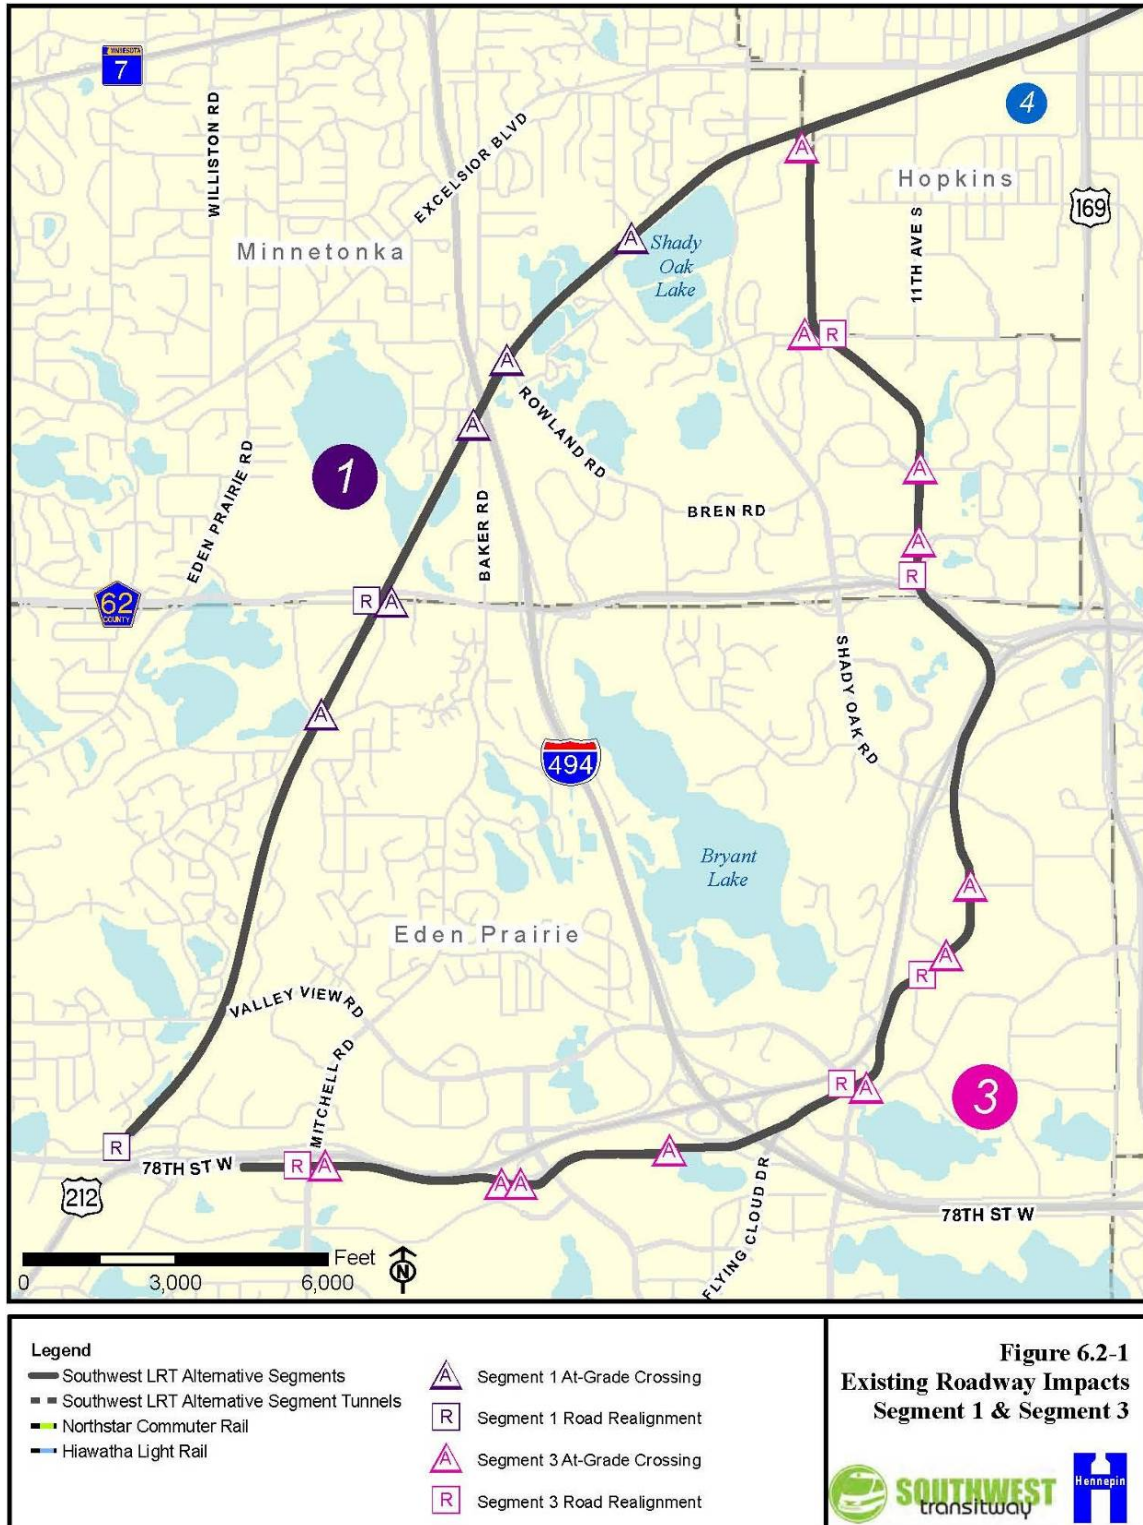 MINNESOTA
7
WILLISTON RD
EXCELSIOR BLVD
4
Hopkins
169
Minnetonka
11TH AVE S
A
A
Shady
Oak
Lake
A
R
A
A
ROWLAND RD
1
A
EDEN PRAIRIE RD
BAKER RD
BREN RD
A
R
62
COUNTY
R
A
SHADY OAK RD
A
494
Bryant
Lake
A
Eden Prairie
A
R
VALLEY VIEW RD
MITCHELL RD
R
A
3
R
78TH ST W
R
A
A
A
A
212
FLYING CLOUD DR
78TH ST W
Feet
0
3,000
6,000
N
Legend
Southwest LRT Alternative Segments
Southwest LRT Alternative Segment Tunnels
Northstar Commuter Rail
Hiawatha Light Rail
A Segment 1 At-Grade Crossing
R Segment 1 Road Realignment
A Segment 3 At-Grade Crossing
R Segment 3 Road Realignment
Figure 6.2-1
Existing Roadway Impacts
Segment 1 & Segment 3
SOUTHWEST
transitway
Hennepin